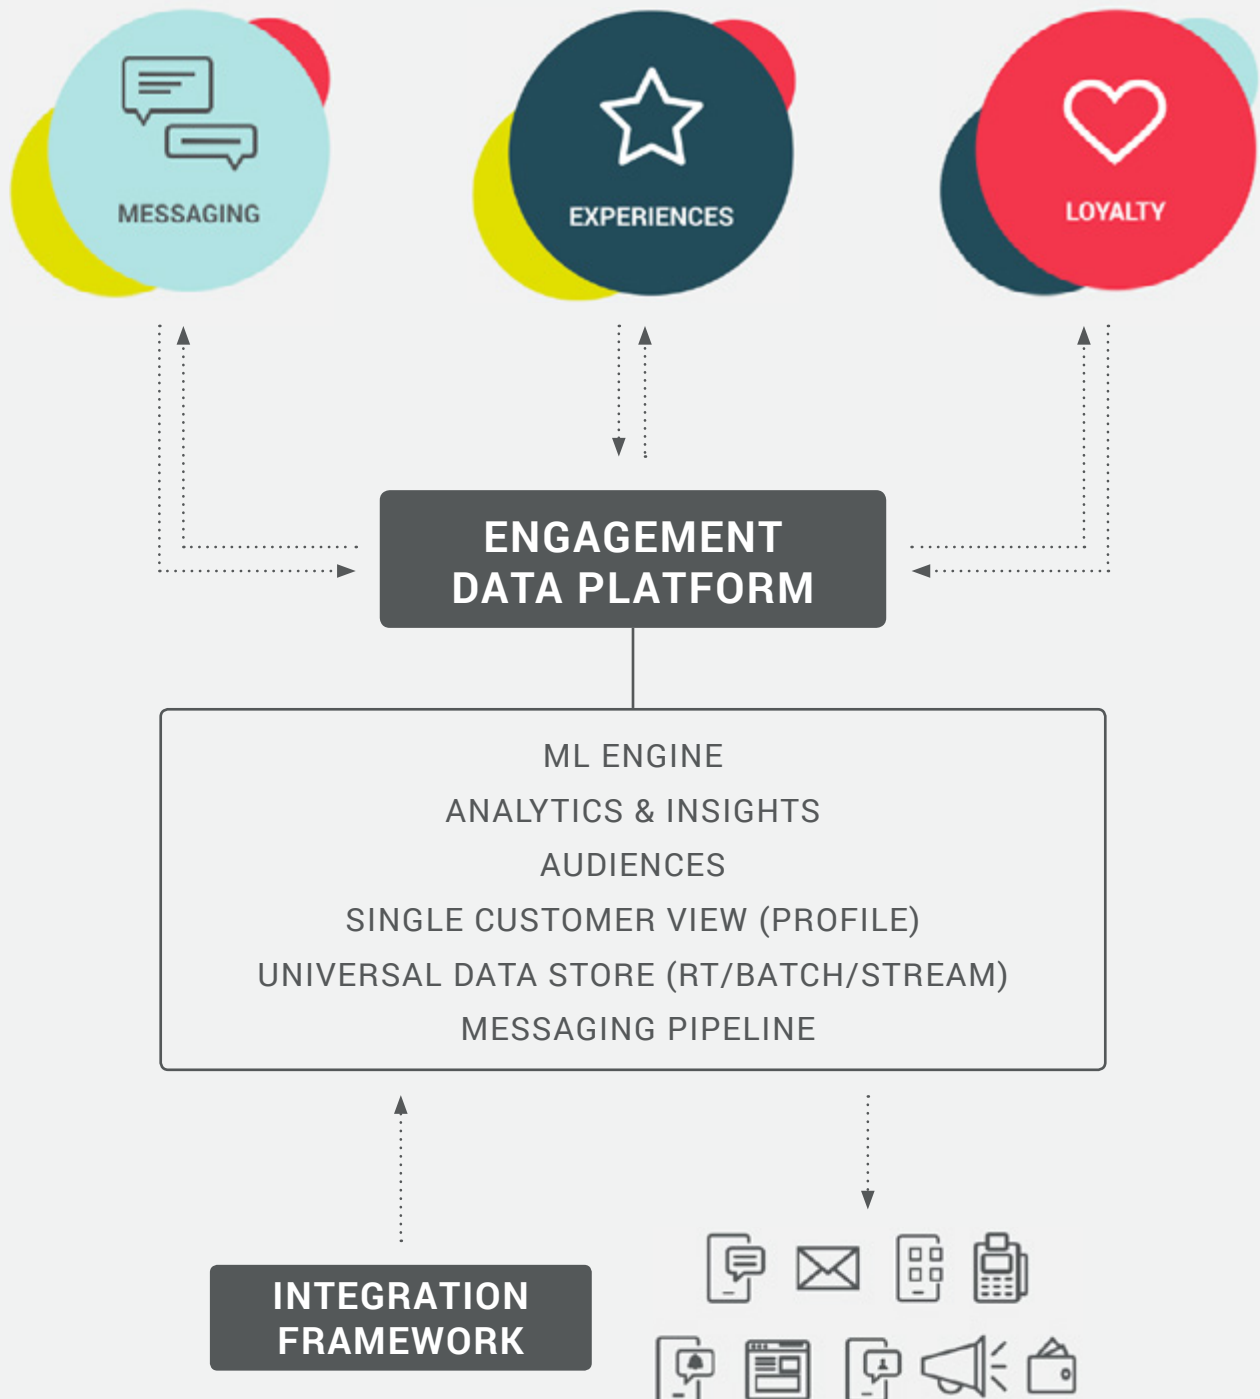 MESSAGING
EXPERIENCES
LOYALTY
ENGAGEMENT
DATA PLATFORM
ML ENGINE
ANALYTICS & INSIGHTS
AUDIENCES
SINGLE CUSTOMER VIEW (PROFILE)
UNIVERSAL DATA STORE (RT/BATCH/STREAM)
MESSAGING PIPELINE
INTEGRATION
FRAMEWORK